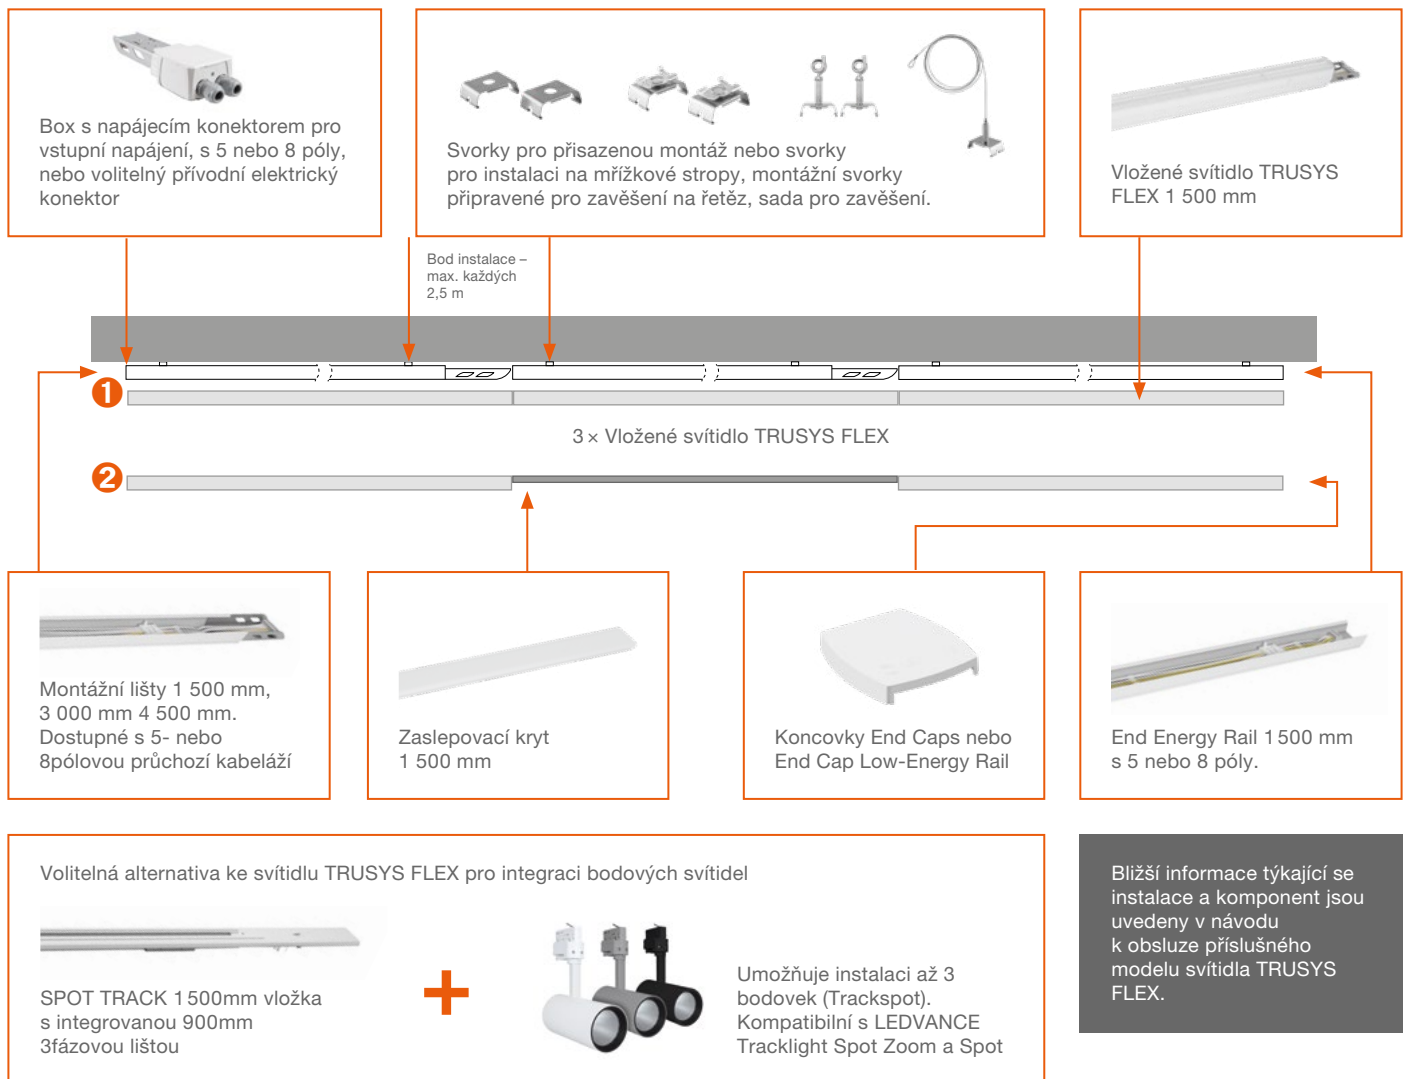 Box s napájecím konektorem pro
vstupní napájení, s 5 nebo 8 póly,
nebo volitelný přívodní elektrický
konektor
Svorky pro přisazenou montáž nebo svorky
pro instalaci na mřížkové stropy, montážní svorky
připravené pro zavěšení na řetěz, sada pro zavěšení.
Vložené svítidlo TRUSYS
FLEX 1 500 mm
Bod instalace –
max. každých
2,5 m
1
3 × Vložené svítidlo TRUSYS FLEX
2
Montážní lišty 1 500 mm,
3 000 mm 4 500 mm.
Dostupné s 5- nebo
8pólovou průchozí kabeláží
Zaslepovací kryt
1 500 mm
Koncovky End Caps nebo
End Cap Low-Energy Rail
End Energy Rail 1 500 mm
s 5 nebo 8 póly.
Volitelná alternativa ke svítidlu TRUSYS FLEX pro integraci bodových svítidel
SPOT TRACK 1 500mm vložka
s integrovanou 900mm
3fázovou lištou
+
Umožňuje instalaci až 3
bodovek (Trackspot).
Kompatibilní s LEDVANCE
Tracklight Spot Zoom a Spot
Bližší informace týkající se
instalace a komponent jsou
uvedeny v návodu
k obsluze příslušného
modelu svítidla TRUSYS
FLEX.